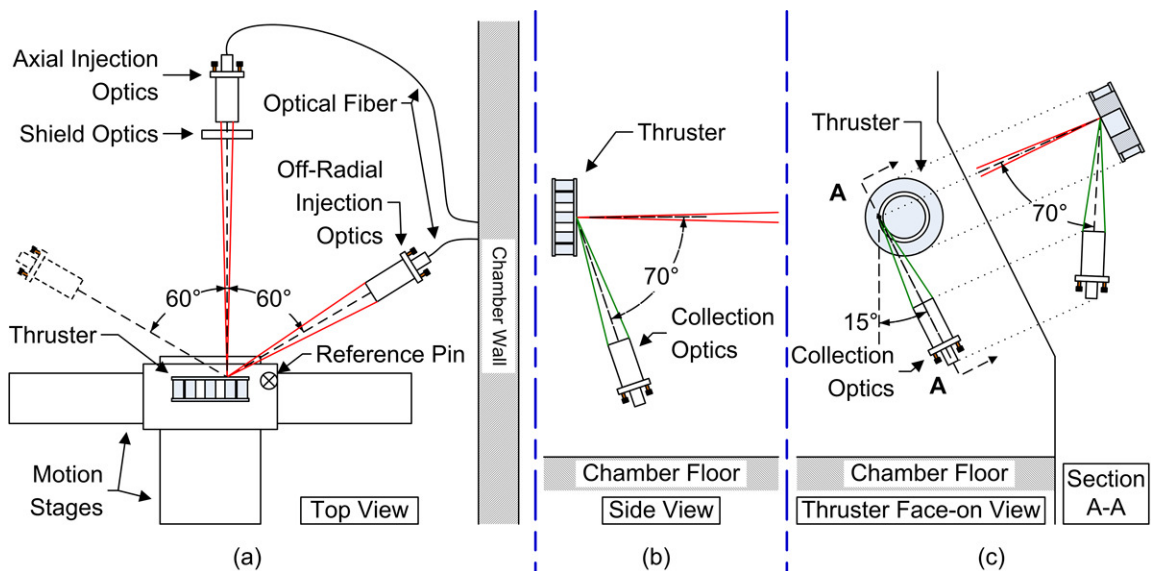 Axial Injection
Optics
Shield Optics
Optical Fiber
Off-Radial
Injection
Optics
60°
60°
Thruster
Reference Pin
Chamber Wall
Motion
Stages
Top View
(a)
Thruster
70°
Collection
Optics
Chamber Floor
Side View
(b)
Thruster
A
70°
15°
Collection
Optics
A
Chamber Floor
Thruster Face-on View
Section
A-A
(c)